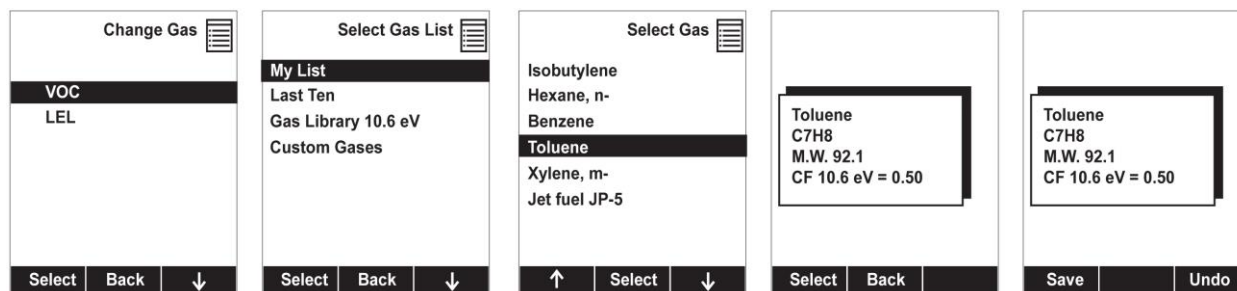 Change Gas
VOC
LEL
Select Back ↓
Select Gas List
My List
Last Ten
Gas Library 10.6 eV
Custom Gases
Select Back ↓
Select Gas
Isobutylene
Hexane, n-
Benzene
Toluene
Xylene, m-
Jet fuel JP-5
↑ Select ↓
Toluene
C7H8
M.W. 92.1
CF 10.6 eV = 0.50
Select Back
Toluene
C7H8
M.W. 92.1
CF 10.6 eV = 0.50
Save Undo